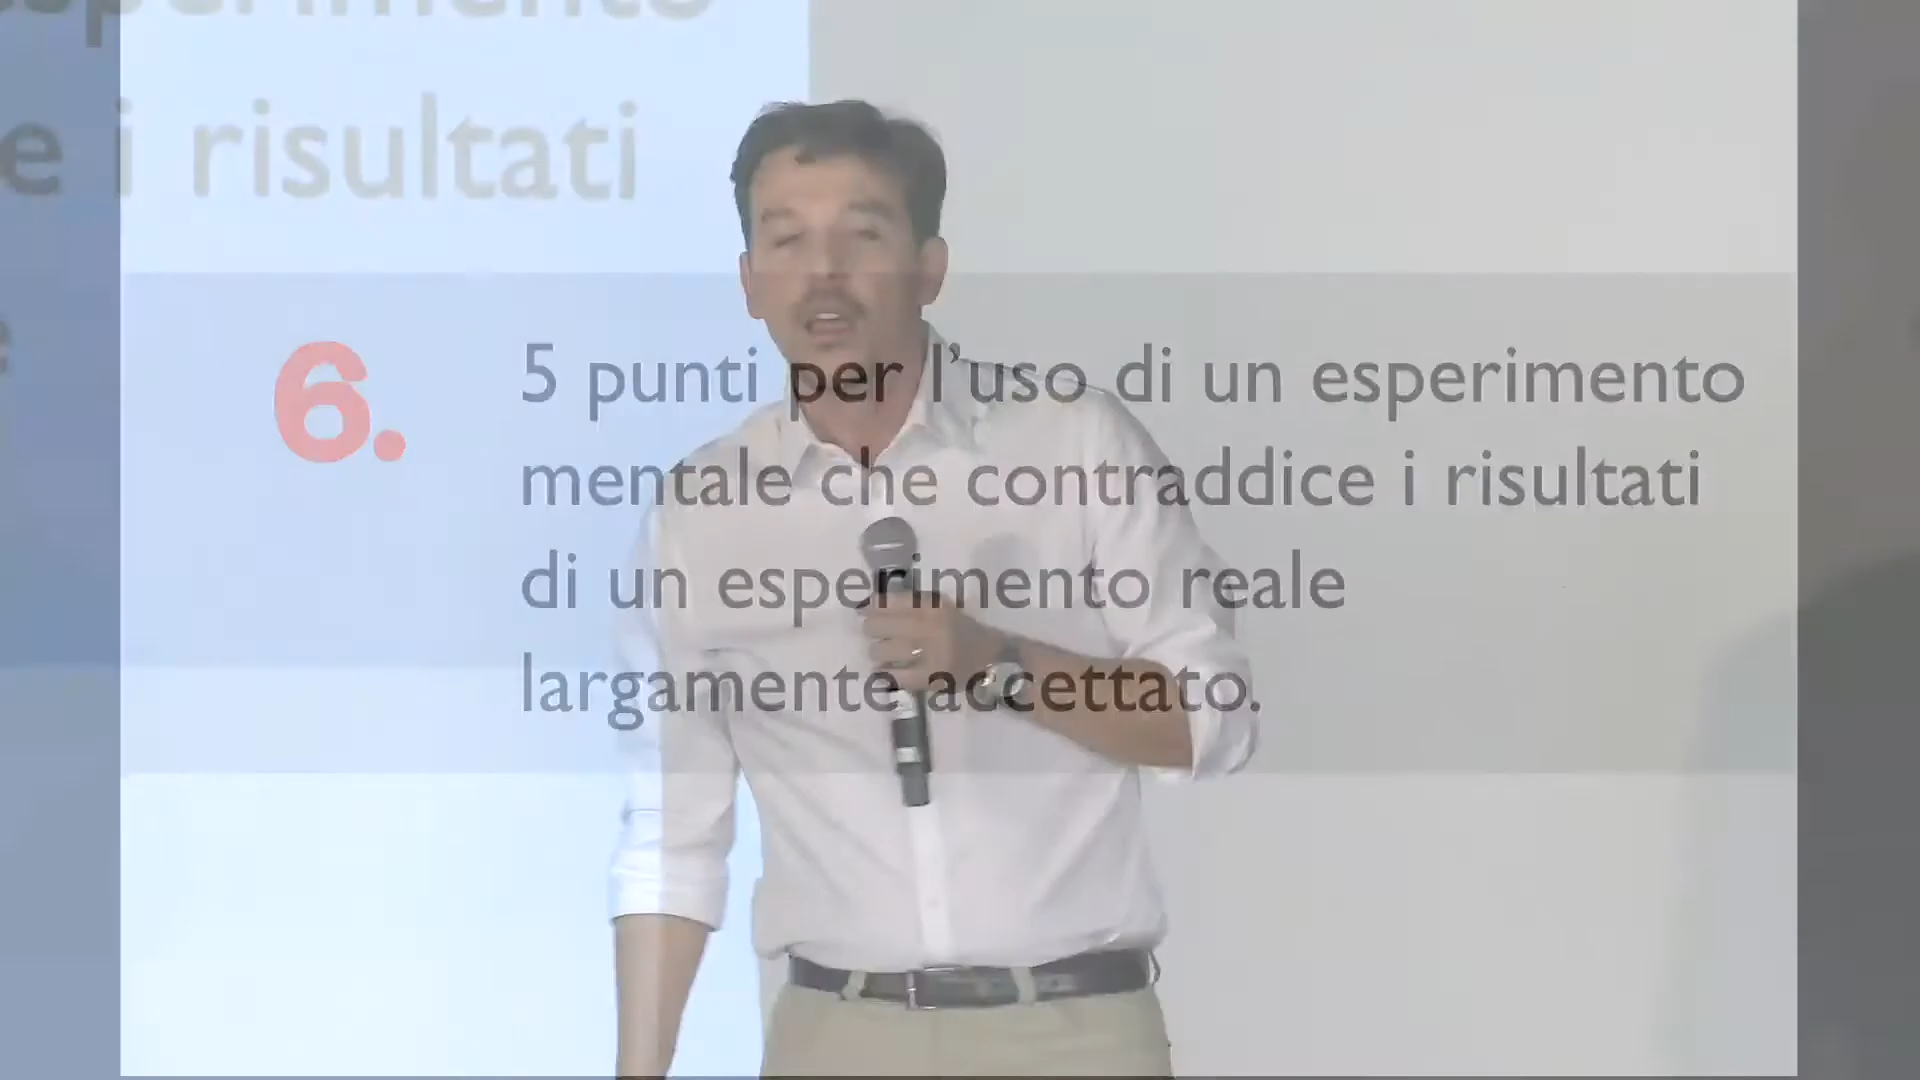 esperimento
e i risultati
6.
5 punti per l'uso di un esperimento
mentale che contraddice i risultati
di un esperimento reale
largamente accettato.